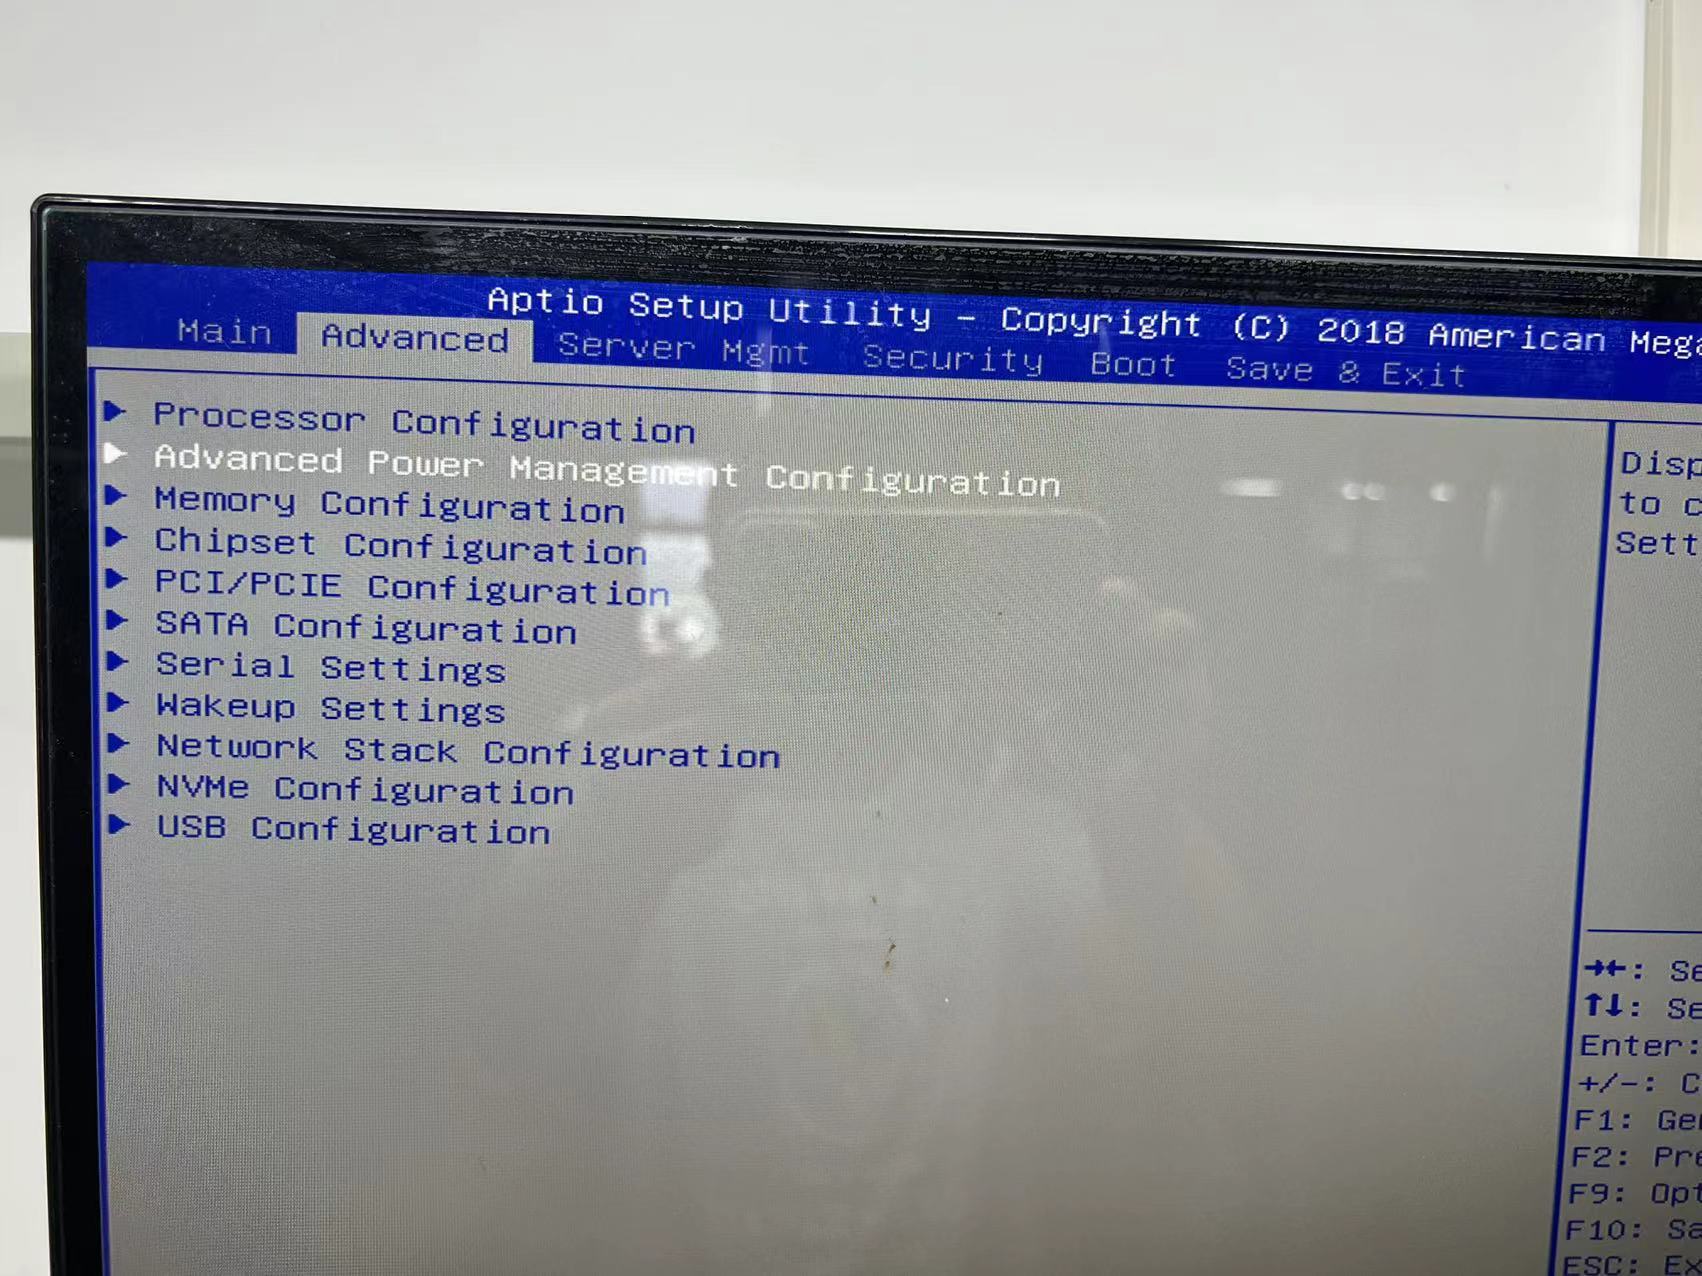 Aptio Setup Utility – Copyright (C) 2018 American
Main Advanced Server Mgmt Security Boot Save & Exit
Processor Configuration
Advanced Power Management Configuration
Memory Configuration
Chipset Configuration
PCI/PCIE Configuration
SATA Configuration
Serial Settings
Wakeup Settings
Network Stack Configuration
NVMe Configuration
USB Configuration
Disp
to c
Sett
→←: Se
↑↓: Se
Enter:
+/-: C
F1: Ge
F2: Pre
F9: Opt
F10: Sa
ESC: Ex